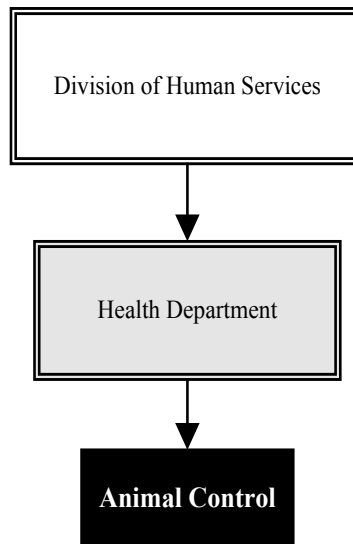 Division of Human Services
Health Department
Animal Control